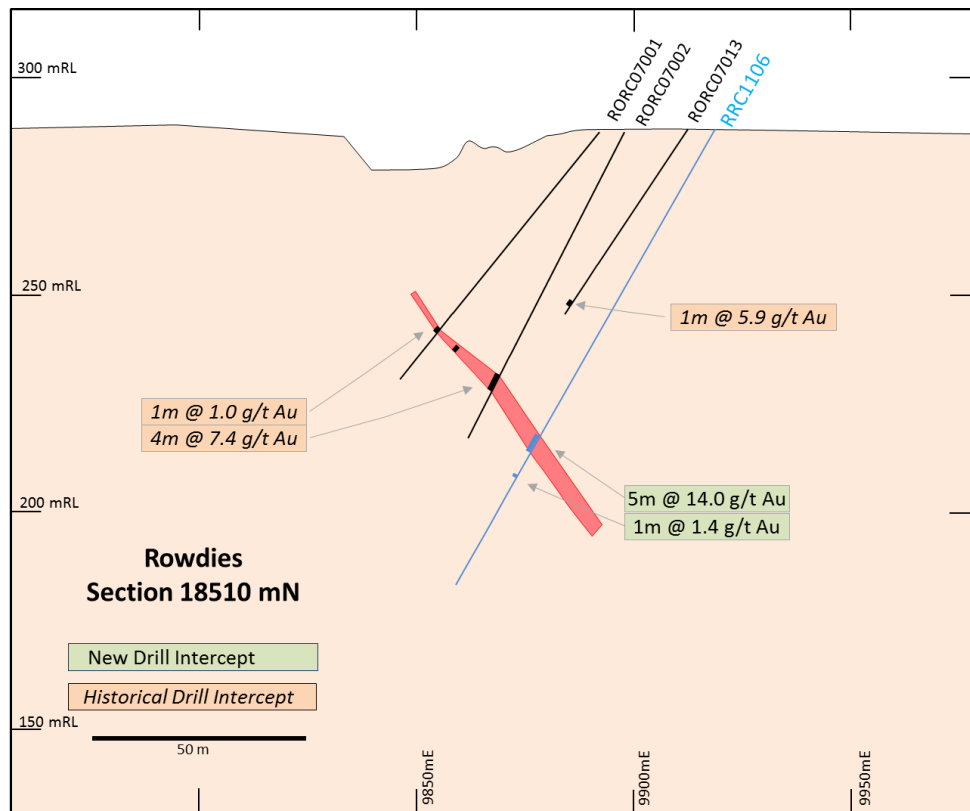 RORC07001
RORC07002
RORC07013
RRC1106
300 mRL
250 mRL
1m @ 5.9 g/t Au
1m @ 1.0 g/t Au
4m @ 7.4 g/t Au
5m @ 14.0 g/t Au
1m @ 1.4 g/t Au
200 mRL
Rowdies
Section 18510 mN
New Drill Intercept
Historical Drill Intercept
150 mRL
50 m
9850mE
9900mE
9950mE